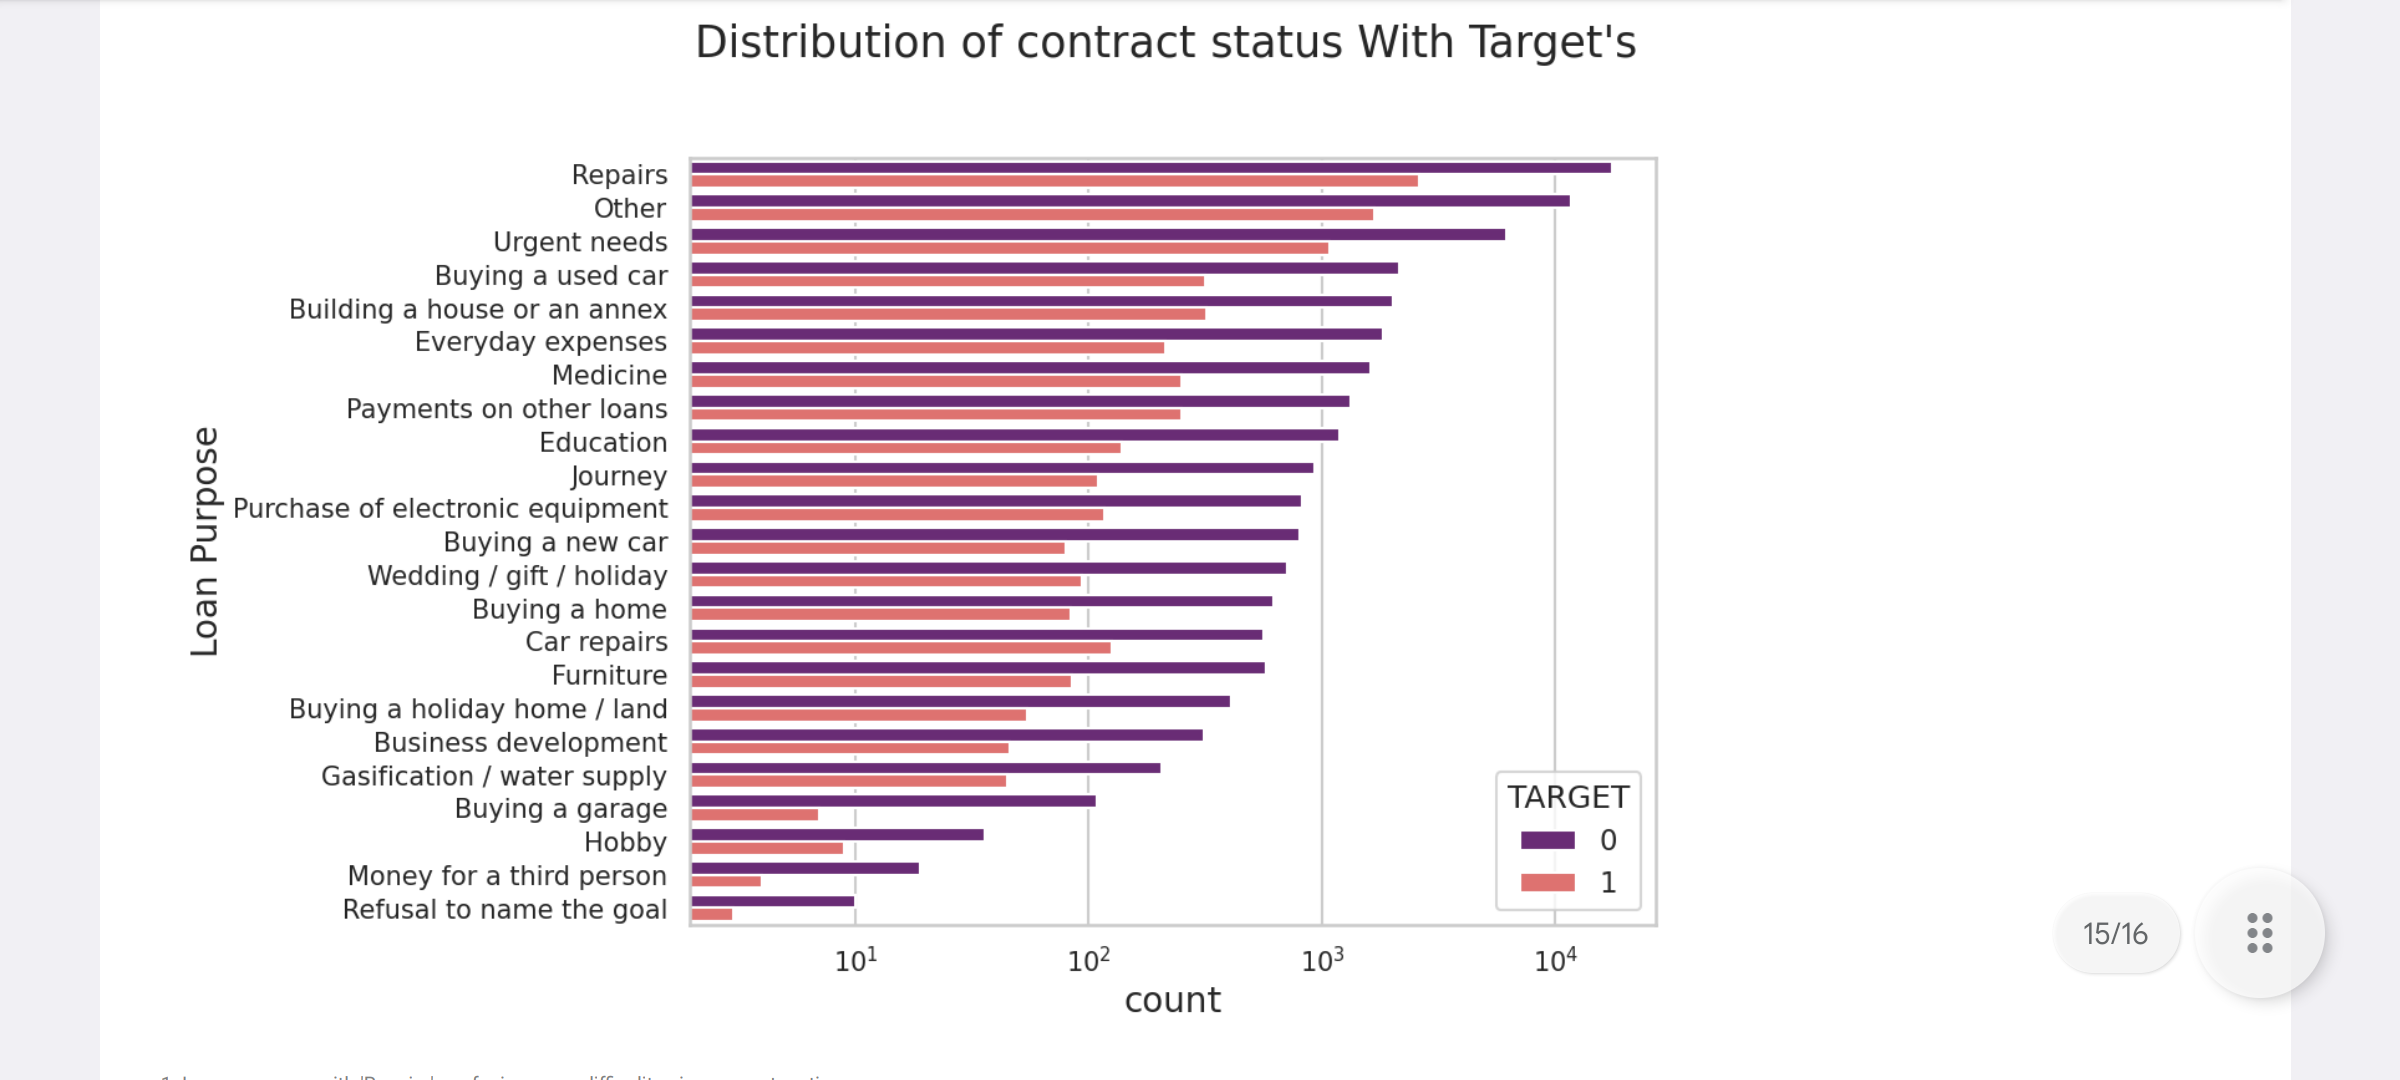 Distribution of contract status With Target's
Loan Purpose
Repairs
Other
Urgent needs
Buying a used car
Building a house or an annex
Everyday expenses
Medicine
Payments on other loans
Education
Journey
Purchase of electronic equipment
Buying a new car
Wedding / gift / holiday
Buying a home
Car repairs
Furniture
Buying a holiday home / land
Business development
Gasification / water supply
Buying a garage
Hobby
Money for a third person
Refusal to name the goal
TARGET
0
1
10¹ 10² 10³ 10⁴
count
15/16